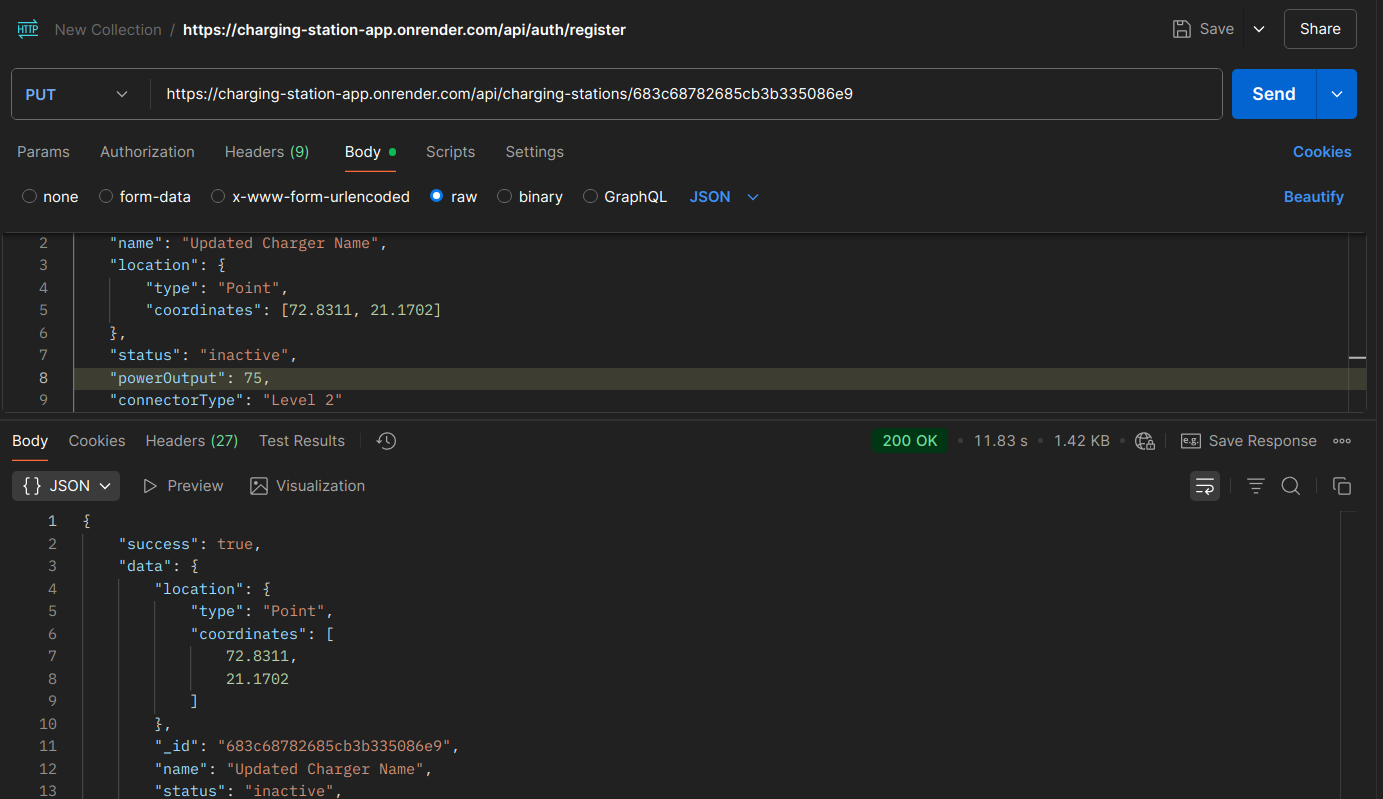 HTTP New Collection / https://charging-station-app.onrender.com/api/auth/register Save Share
PUT https://charging-station-app.onrender.com/api/charging-stations/683c68782685cb3b335086e9 Send
Params Authorization Headers (9) Body Scripts Settings Cookies
none form-data x-www-form-urlencoded raw binary GraphQL JSON Beautify
2 "name": "Updated Charger Name",
3 "location": {
4 "type": "Point",
5 "coordinates": [72.8311, 21.1702]
6 },
7 "status": "inactive",
8 "powerOutput": 75,
9 "connectorType": "Level 2"
Body Cookies Headers (27) Test Results 200 OK • 11.83 s • 1.42 KB • e.g. Save Response
{} JSON Preview Visualization
1 {
2 "success": true,
3 "data": {
4 "location": {
5 "type": "Point",
6 "coordinates": [
7 72.8311,
8 21.1702
9 ]
10 },
11 "_id": "683c68782685cb3b335086e9",
12 "name": "Updated Charger Name",
13 "status": "inactive",